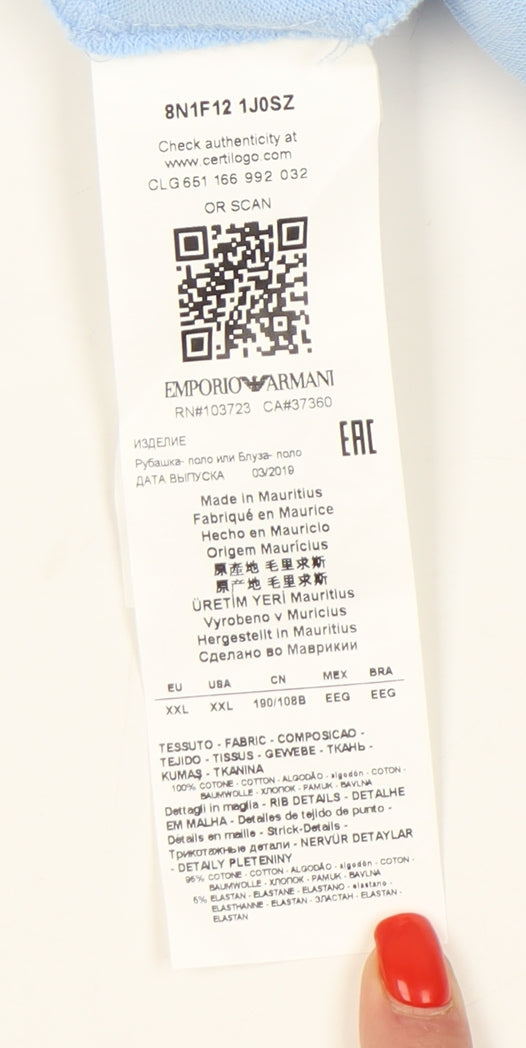 8N1F12 1J0SZ
Check authenticity at
www.certilogo.com
CLG 651 166 992 032
OR SCAN
EMPORIO ARMANI
RN#103723 CA#37360
EAC
ИЗДЕЛИЕ
Рубашка- поло или Блуза- поло
ДАТА ВЫПУСКА 03/2019
Made in Mauritius
Fabriqué en Maurice
Hecho en Mauricio
Origem Maurícius
原産地 毛里求斯
原产地 毛里求斯
ÜRETİM YERİ Mauritius
Vyrobeno v Muricius
Hergestellt in Mauritius
Сделано во Маврикии
EU USA CN MEX BRA
XXL XXL 190/108B EEG EEG
TESSUTO - FABRIC - COMPOSICAO -
TEJIDO - TISSUS - GEWEBE - ТКАНЬ -
KUMAŞ - TKANINA
100% COTONE - COTTON - ALGODÃO - algodón - COTON -
BAUMWOLLE - ХЛОПОК - PAMUK - BAVLNA
Dettagli in maglia - RIB DETAILS - DETALHE
EM MALHA - Detalles de tejido de punto -
Détails en maille - Strick-Details -
Трикотажные детали - NERVÜR DETAYLAR
- DETAILY PLETENINY
95% COTONE - COTTON - ALGODÃO - algodón - COTON -
BAUMWOLLE - ХЛОПОК - PAMUK - BAVLNA
5% ELASTAN - ELASTANE - ELASTANO - elastano -
ELASTHANNE - ELASTAN - ЭЛАСТАН - ELASTAN -
ELASTAN